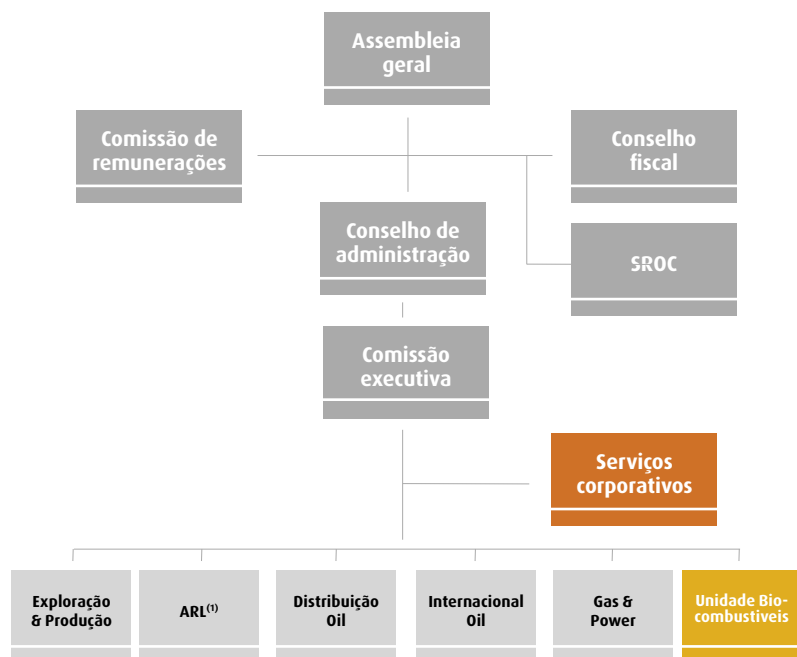 Assembleia
geral
Comissão de
remunerações
Conselho
fiscal
Conselho de
administração
SROC
Comissão
executiva
Serviços
corporativos
Exploração
& Produção
ARL(1)
Distribuição
Oil
Internacional
Oil
Gas &
Power
Unidade Bio-
combustiveis